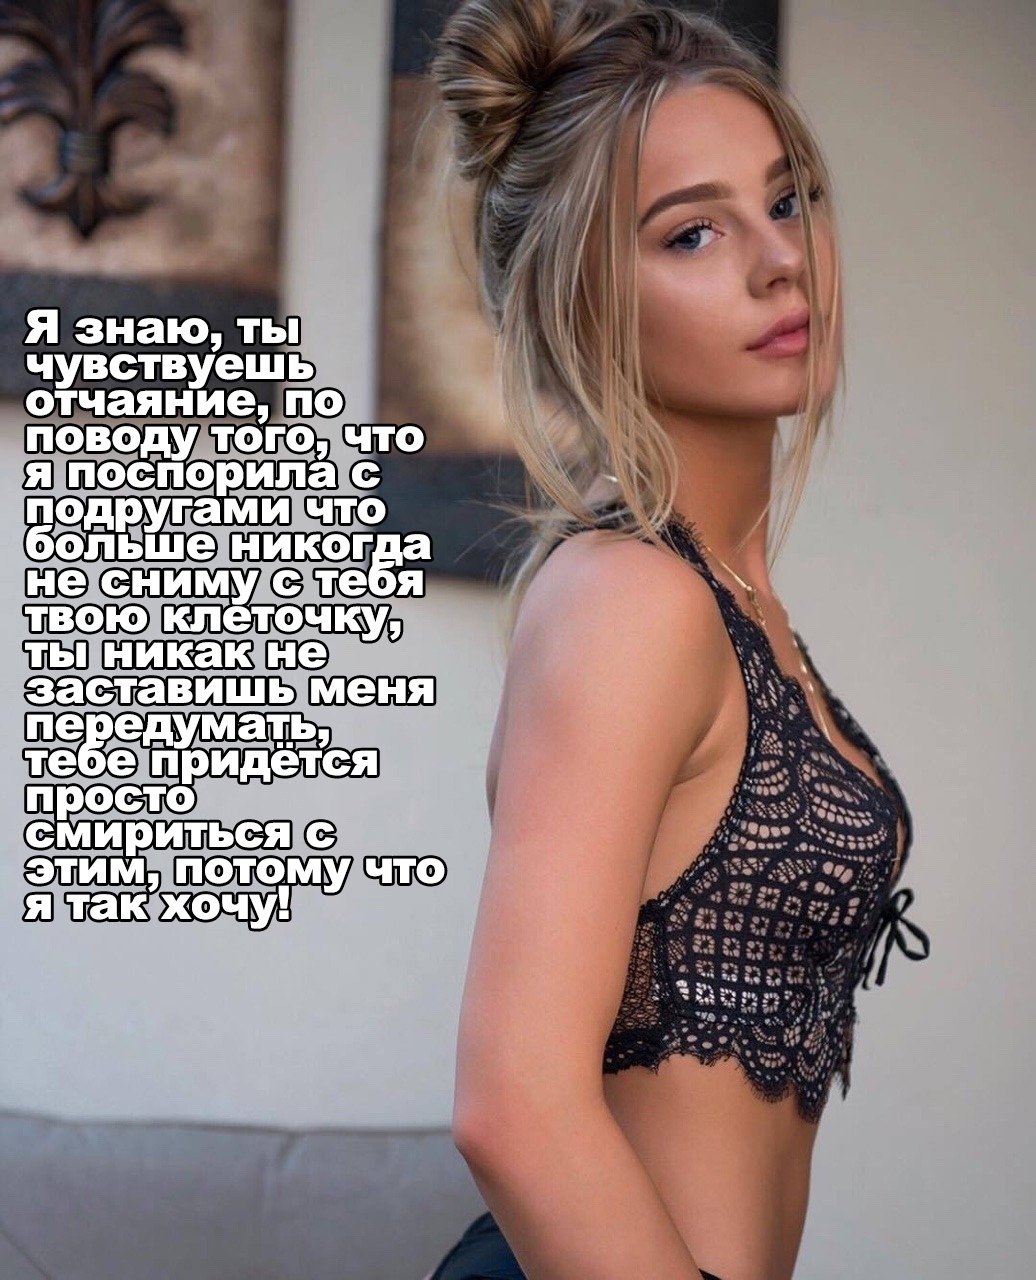 Я знаю, ты
чувствуешь
отчаяние, по
поводу того, что
я поспорила с
подругами что
больше никогда
не сниму с тебя
твою клеточку,
ты никак не
заставишь меня
передумать,
тебе придётся
просто
смириться с
этим, потому что
я так хочу!